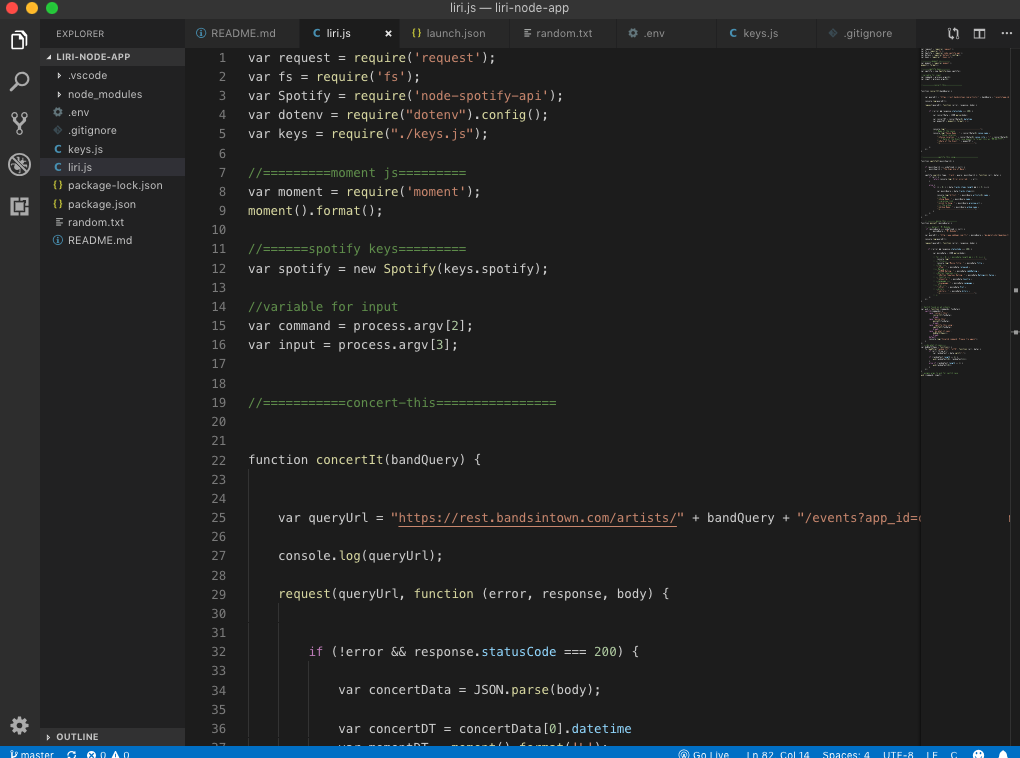 liri.js — liri-node-app
EXPLORER
LIRI-NODE-APP
.vscode
node_modules
.env
.gitignore
keys.js
liri.js
package-lock.json
package.json
random.txt
README.md
OUTLINE
README.md
liri.js
launch.json
random.txt
.env
keys.js
.gitignore
1 var request = require('request');
2 var fs = require('fs');
3 var Spotify = require('node-spotify-api');
4 var dotenv = require("dotenv").config();
5 var keys = require("./keys.js");
6
7 //=========moment js=========
8 var moment = require('moment');
9 moment().format();
10
11 //======spotify keys=========
12 var spotify = new Spotify(keys.spotify);
13
14 //variable for input
15 var command = process.argv[2];
16 var input = process.argv[3];
17
18
19 //===========concert-this================
20
21
22 function concertIt(bandQuery) {
23
24
25 var queryUrl = "https://rest.bandsintown.com/artists/" + bandQuery + "/events?app_id=
26
27 console.log(queryUrl);
28
29 request(queryUrl, function (error, response, body) {
30
31
32 if (!error && response.statusCode === 200) {
33
34 var concertData = JSON.parse(body);
35
36 var concertDT = concertData[0].datetime
master 0 0
Go Live Ln 82, Col 14 Spaces: 4 UTF-8 LF C